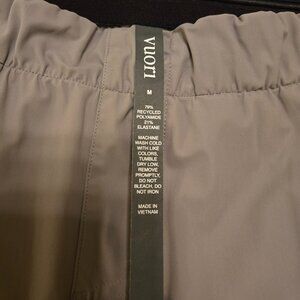 vuori
M
79%
RECYCLED
POLYAMIDE
21%
ELASTANE
MACHINE
WASH COLD
WITH LIKE
COLORS,
TUMBLE
DRY LOW,
REMOVE
PROMPTLY,
DO NOT
BLEACH, DO
NOT IRON
MADE IN
VIETNAM